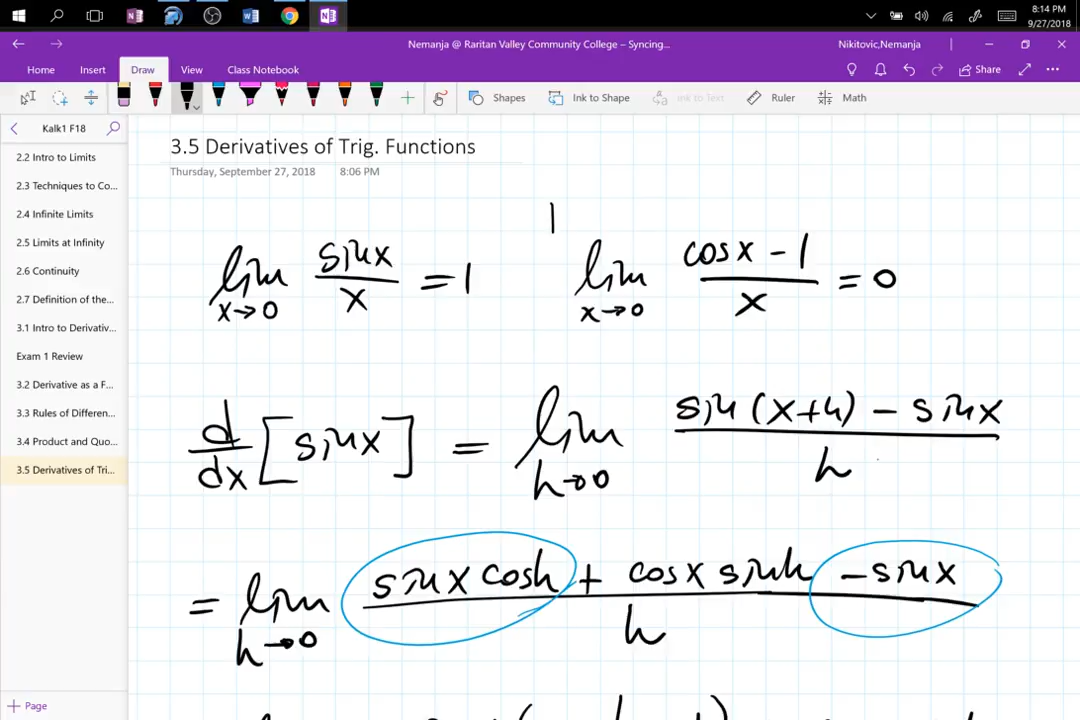 8:14 PM
9/27/2018
Nemanja @ Raritan Valley Community College – Syncing...
Nikitovic,Nemanja
Home Insert Draw View Class Notebook
Share
Shapes Ink to Shape Ink to Text Ruler Math
Kalk1 F18
2.2 Intro to Limits
2.3 Techniques to Co...
2.4 Infinite Limits
2.5 Limits at Infinity
2.6 Continuity
2.7 Definition of the...
3.1 Intro to Derivativ...
Exam 1 Review
3.2 Derivative as a F...
3.3 Rules of Differen...
3.4 Product and Quo...
3.5 Derivatives of Tri...
+ Page
3.5 Derivatives of Trig. Functions
Thursday, September 27, 2018 8:06 PM
lim x→0 sinx/x = 1 lim x→0 (cosx - 1)/x = 0
d/dx [sinx] = lim h→0 (sin(x+h) - sinx)/h
= lim h→0 (sinx cosh + cosx sinh - sinx)/h